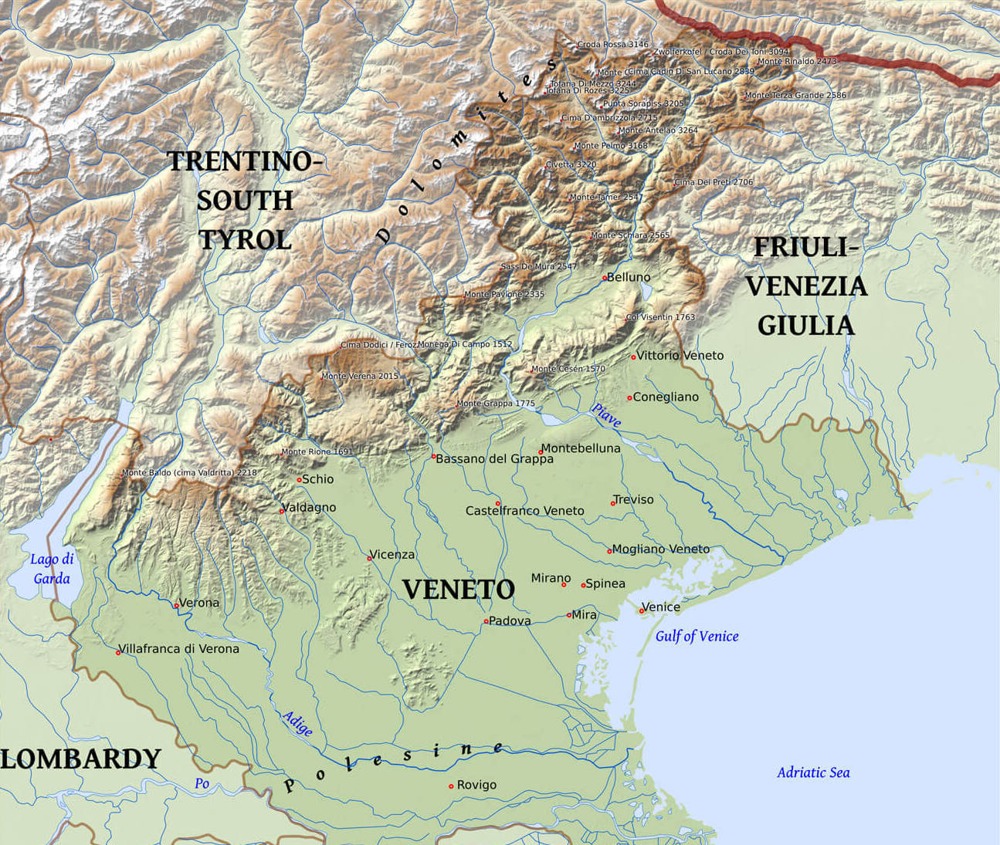 Croda Rossa 3146
Zwölferkofel / Croda Dei Toni 3094
Monte Rinaldo 2473
Monte
Cima Cadin Di San Lucano 2839
Tofana Di Mezzo 3244
Tofana Di Rozes 3225
Monte Terza Grande 2586
Punta Sorapiss 3205
Cima D'ambrizzola 2715
Monte Antelao 3264
Monte Pelmo 3168
Civetta 3220
Cima Dei Preti 2706
Monte Tamer 2547
Dolomites
TRENTINO-
SOUTH
TYROL
Monte Schiara 2565
FRIULI-
VENEZIA
GIULIA
Sass De Mura 2547
Belluno
Monte Pavione 2335
Col Visentin 1763
Cima Dodici / Feroz
Monega Di Campo 1512
Vittorio Veneto
Monte Verena 2015
Monte Cesen 1570
Conegliano
Monte Grappa 1775
Piave
Monte Rione 1691
Montebelluna
Bassano del Grappa
Monte Baldo (cima Valdritta) 2218
Schio
Valdagno
Castelfranco Veneto
Treviso
Lago di
Garda
Vicenza
Mogliano Veneto
VENETO
Mirano
Spinea
Verona
Padova
Mira
Venice
Gulf of Venice
Villafranca di Verona
Adige
LOMBARDY
Polesine
Po
Rovigo
Adriatic Sea